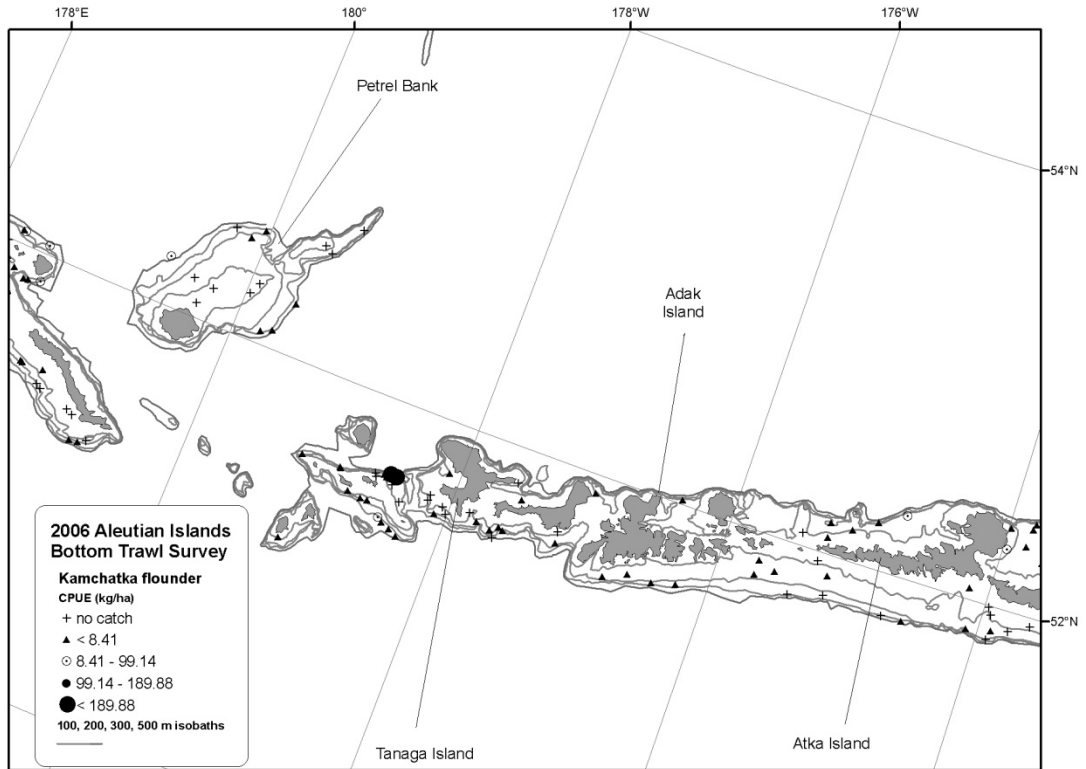 178°E
180°
178°W
176°W
Petrel Bank
54°N
Adak
Island
2006 Aleutian Islands
Bottom Trawl Survey
Kamchatka flounder
CPUE (kg/ha)
no catch
< 8.41
8.41 - 99.14
99.14 - 189.88
< 189.88
100, 200, 300, 500 m isobaths
52°N
Tanaga Island
Atka Island